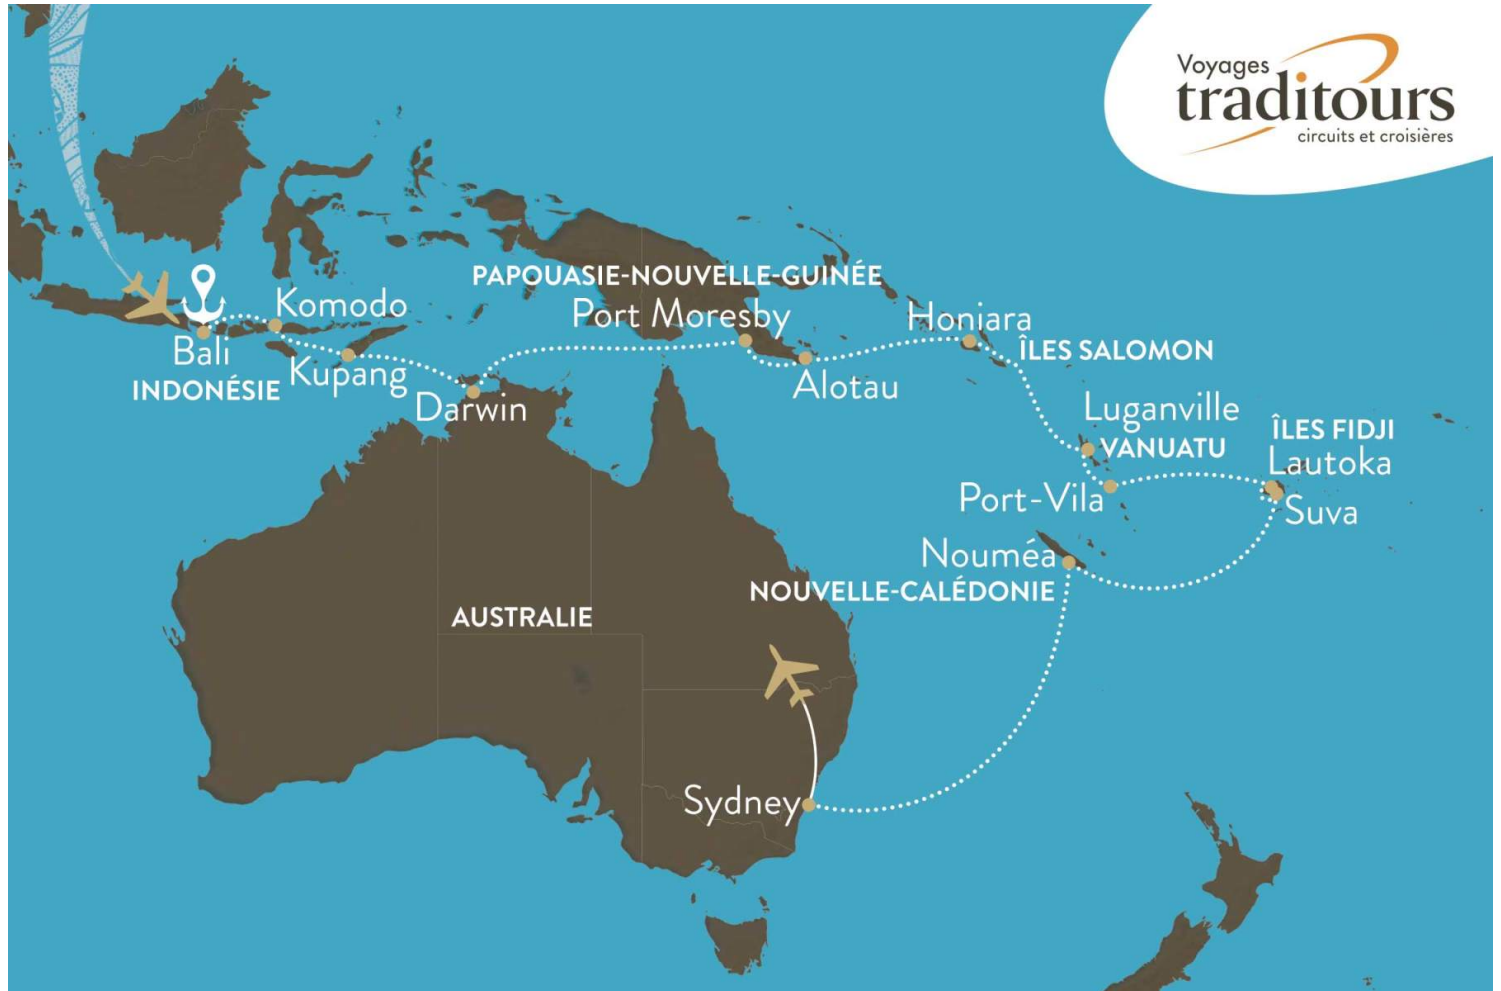 Voyages
traditours
circuits et croisières
PAPOUASIE-NOUVELLE-GUINÉE
Komodo
Port Moresby
Honiara
Bali
ÎLES SALOMON
INDONÉSIE
Kupang
Alotau
Darwin
Luganville
ÎLES FIDJI
VANUATU
Lautoka
Port-Vila
Suva
Nouméa
NOUVELLE-CALÉDONIE
AUSTRALIE
Sydney